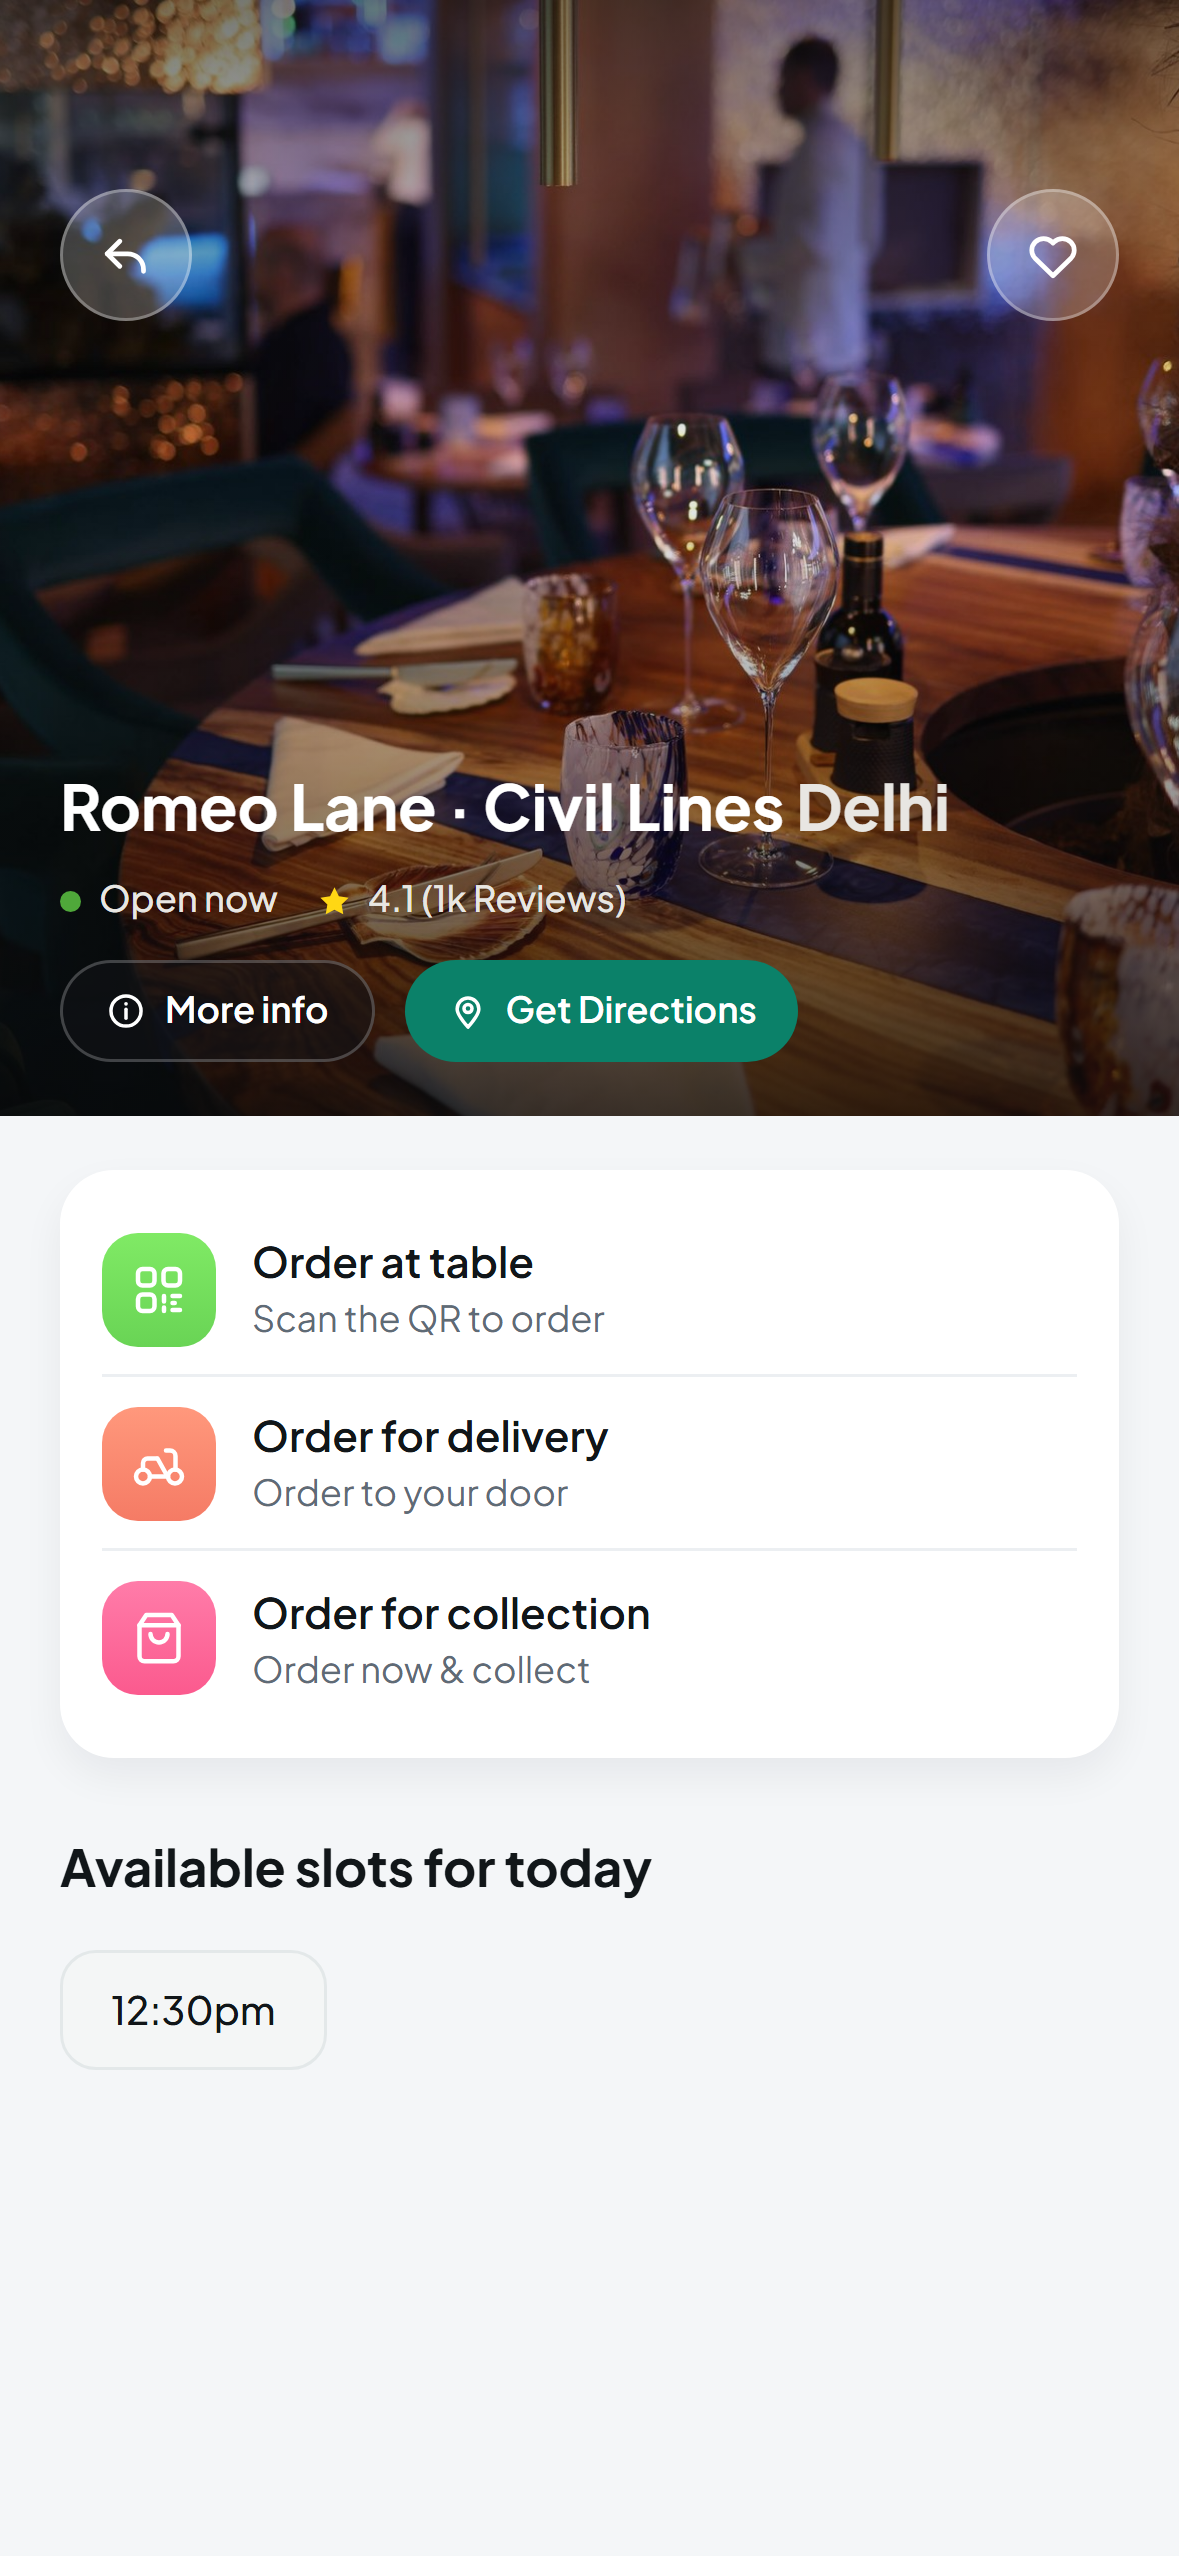 Romeo Lane · Civil Lines Delhi
Open now 4.1 (1k Reviews)
More info Get Directions
Order at table
Scan the QR to order
Order for delivery
Order to your door
Order for collection
Order now & collect
Available slots for today
12:30pm